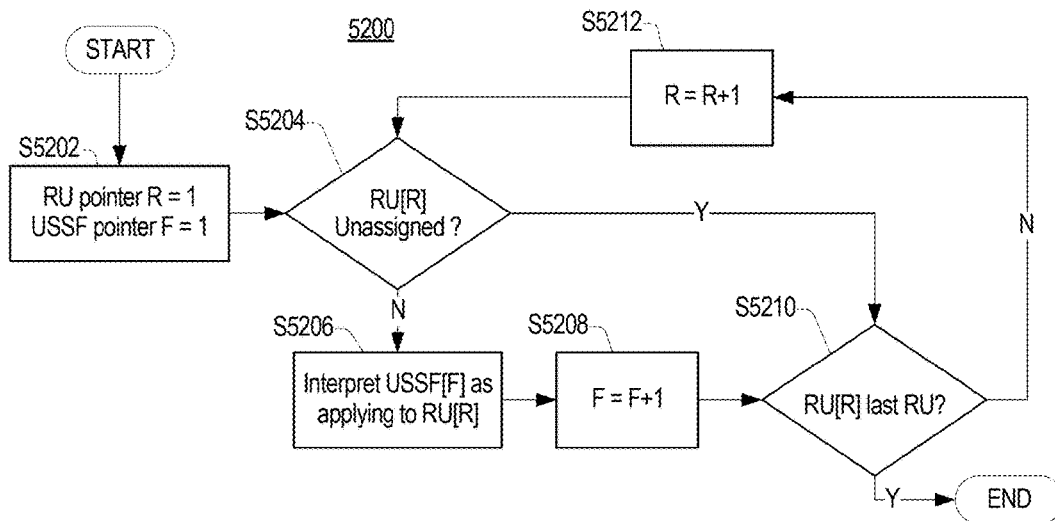 5200
START
S5212
R = R+1
S5204
S5202
RU pointer R = 1
USSF pointer F = 1
RU[R]
Unassigned ?
Y
N
N
S5206
S5208
S5210
Interpret USSF[F] as
applying to RU[R]
F = F+1
RU[R] last RU?
Y
END